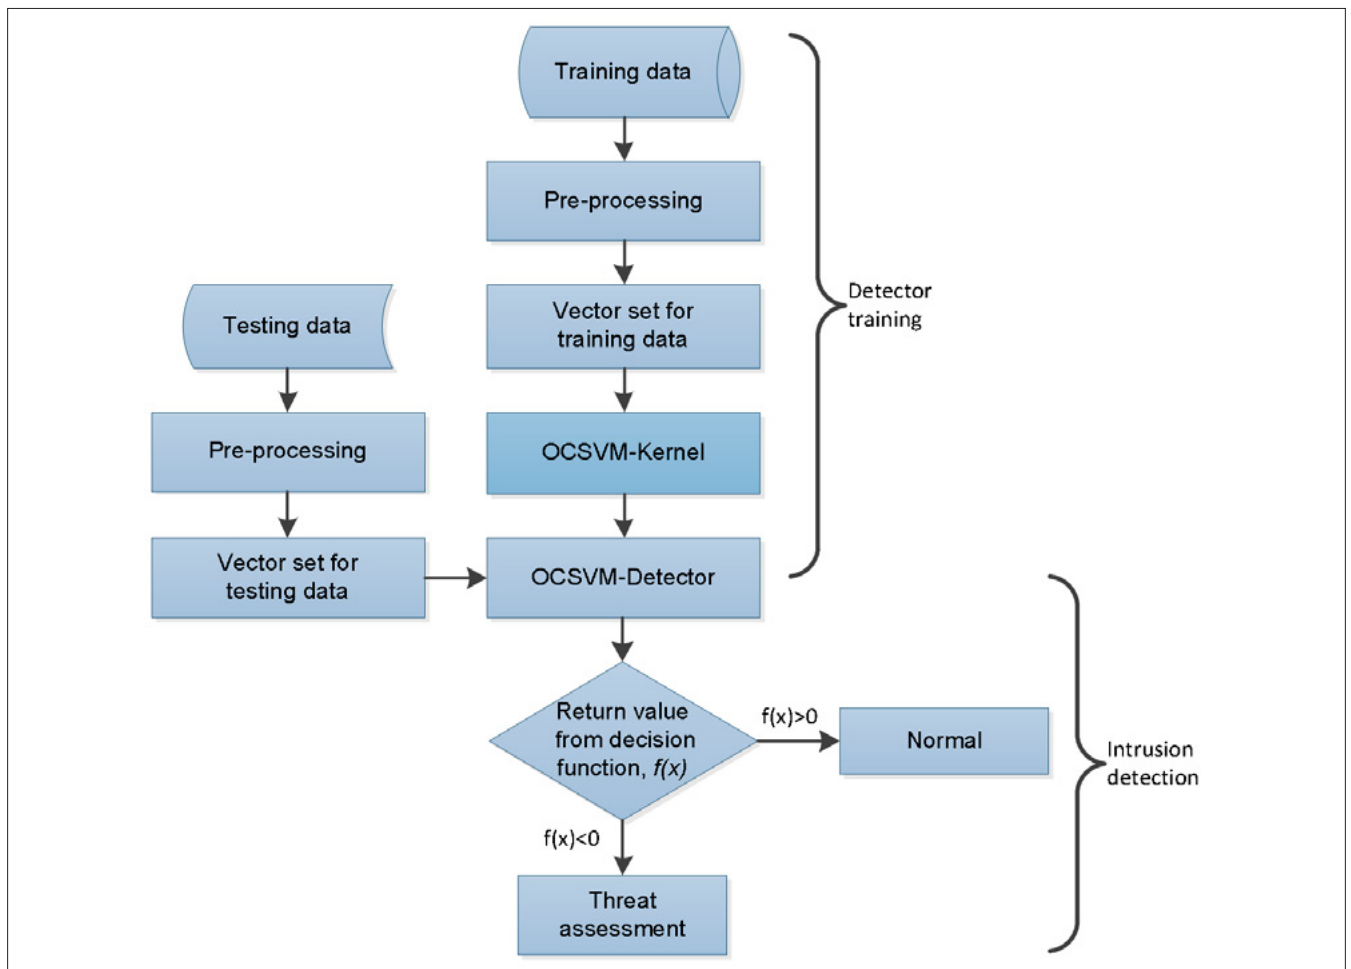 Training data
Pre-processing
Vector set for
training data
OCSVM-Kernel
OCSVM-Detector
Detector
training
Testing data
Pre-processing
Vector set for
testing data
Return value
from decision
function, f(x)
f(x)>0
Normal
f(x)<0
Threat
assessment
Intrusion
detection